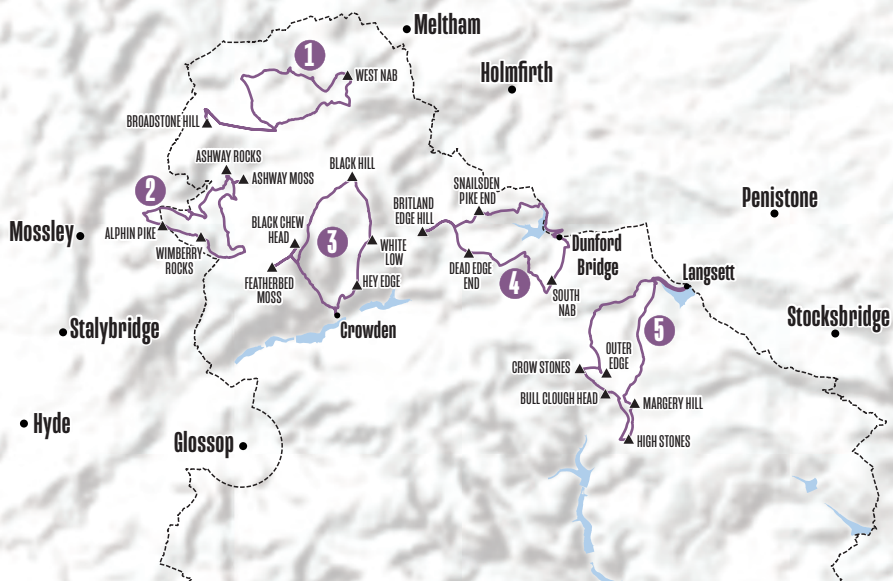 Meltham
1
WEST NAB
Holmfirth
BROADSTONE HILL
ASHWAY ROCKS
ASHWAY MOSS
2
BLACK HILL
SNAILSDEN
PIKE END
BRITLAND
EDGE HILL
Penistone
Mossley
ALPHIN PIKE
WIMBERRY
ROCKS
BLACK CHEW
HEAD
3
WHITE
LOW
Dunford
Bridge
DEAD EDGE
END
4
FEATHERBED
MOSS
HEY EDGE
SOUTH
NAB
Langsett
Crowden
Stalybridge
5
Stocksbridge
OUTER
EDGE
CROW STONES
BULL CLOUGH HEAD
MARGERY HILL
Hyde
Glossop
HIGH STONES